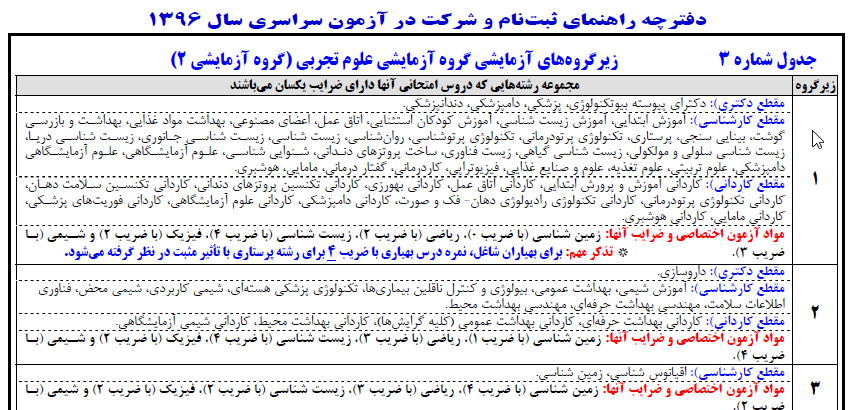 دفترچه راهنمای ثبت‌نام و شرکت در آزمون سراسری سال ۱۳۹۶
جدول شماره ۳ زیرگروه‌های آزمایشی گروه آزمایشی علوم تجربی (گروه آزمایشی ۲)
زیرگروه مجموعه رشته‌هایی که دروس امتحانی آنها دارای ضرایب یکسان می‌باشند
مقطع دکتری): دکترای پیوسته بیوتکنولوژی، پزشکی، دامپزشکی، دندانپزشکی.
مقطع کارشناسی): آموزش ابتدایی، آموزش زیست شناسی، آموزش کودکان استثنایی، اتاق عمل، اعضای مصنوعی، بهداشت مواد غذایی، بهداشت و بازرسی
گوشت، بینایی سنجی، پرستاری، تکنولوژی پرتودرمانی، تکنولوژی پرتوشناسی، روان‌شناسی، زیست شناسی، زیست شناسی جانوری، زیست شناسی دریا،
زیست شناسی سلولی و مولکولی، زیست شناسی گیاهی، زیست فناوری، ساخت پروتزهای دندانی، شنوایی شناسی، علوم آزمایشگاهی، علوم آزمایشگاهی
دامپزشکی، علوم تربیتی، علوم تغذیه، علوم و صنایع غذایی، فیزیوتراپی، کاردرمانی، گفتار درمانی، مامایی، هوشبری.
۱
مقطع کاردانی): کاردانی آموزش و پرورش ابتدایی، کاردانی اتاق عمل، کاردانی بهورزی، کاردانی تکنسین پروتزهای دندانی، کاردانی تکنسین سلامت دهان،
کاردانی تکنولوژی پرتودرمانی، کاردانی تکنولوژی رادیولوژی دهان- فک و صورت، کاردانی دامپزشکی، کاردانی علوم آزمایشگاهی، کاردانی فوریت‌های پزشکی،
کاردانی مامایی، کاردانی هوشبری.
مواد آزمون اختصاصی و ضرایب آنها: زمین شناسی (با ضریب ۰)، ریاضی (با ضریب ۲)، زیست شناسی (با ضریب ۴)، فیزیک (با ضریب ۲) و شیمی (با
ضریب ۳). * تذکر مهم: برای بهیاران شاغل، نمره درس بهیاری با ضریب ۴ برای رشته پرستاری با تأثیر مثبت در نظر گرفته می‌شود.
مقطع دکتری): داروسازی.
مقطع کارشناسی): آموزش شیمی، بهداشت عمومی، بیولوژی و کنترل ناقلین بیماری‌ها، تکنولوژی پزشکی هسته‌ای، شیمی کاربردی، شیمی محض، فناوری
اطلاعات سلامت، مهندسی بهداشت حرفه‌ای، مهندسی بهداشت محیط.
۲
مقطع کاردانی): کاردانی بهداشت حرفه‌ای، کاردانی بهداشت عمومی (کلیه گرایش‌ها)، کاردانی بهداشت محیط، کاردانی شیمی آزمایشگاهی.
مواد آزمون اختصاصی و ضرایب آنها: زمین شناسی (با ضریب ۱)، ریاضی (با ضریب ۲)، زیست شناسی (با ضریب ۴)، فیزیک (با ضریب ۲) و شیمی (با
ضریب ۴).
مقطع کارشناسی): اقیانوس شناسی، زمین شناسی.
۳
مواد آزمون اختصاصی و ضرایب آنها: زمین شناسی (با ضریب ۴)، ریاضی (با ضریب ۳)، زیست شناسی (با ضریب ۲)، فیزیک (با ضریب ۲) و شیمی (با
ضریب ۲).